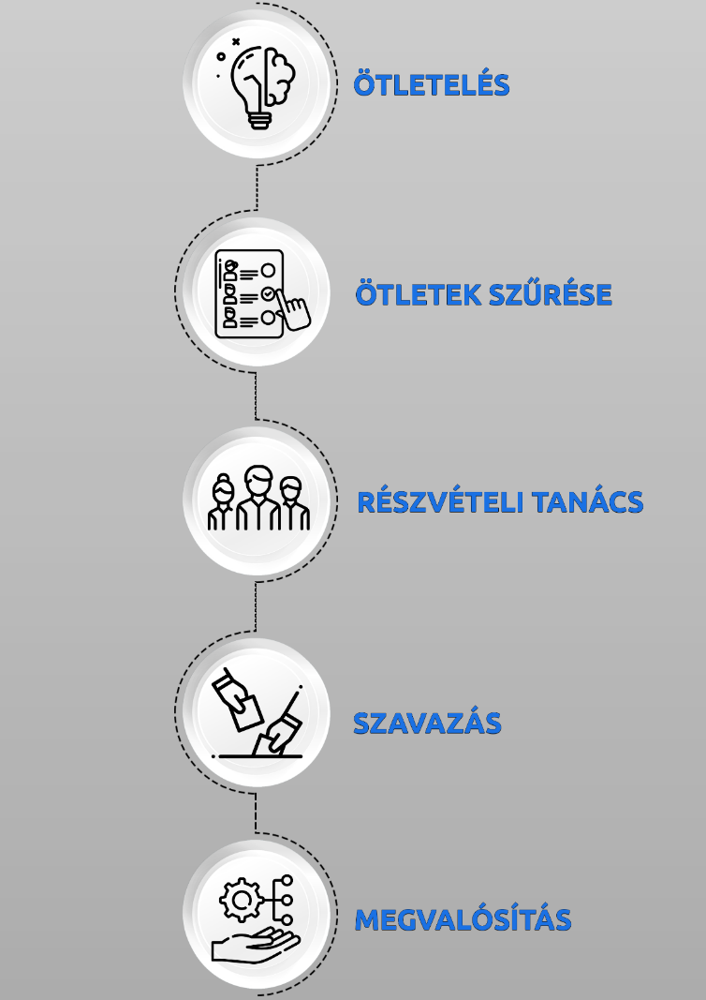 ÖTLETELÉS
ÖTLETEK SZŰRÉSE
RÉSZVÉTELI TANÁCS
SZAVAZÁS
MEGVALÓSÍTÁS